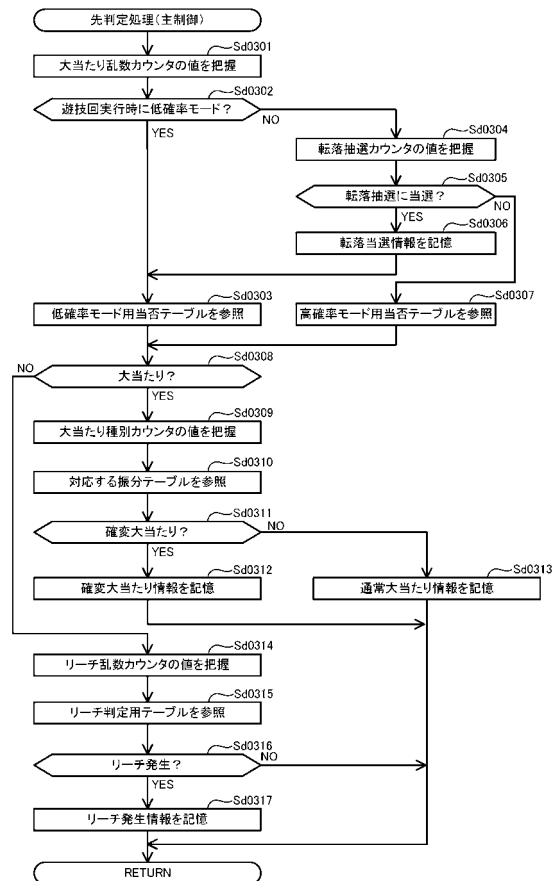 先判定処理(主制御)
Sd0301
大当たり乱数カウンタの値を把握
Sd0302
遊技回実行時に低確率モード?
NO
YES
Sd0304
転落抽選カウンタの値を把握
Sd0305
転落抽選に当選?
NO
YES
Sd0306
転落当選情報を記憶
Sd0303
低確率モード用当否テーブルを参照
Sd0307
高確率モード用当否テーブルを参照
Sd0308
NO
大当たり?
YES
Sd0309
大当たり種別カウンタの値を把握
Sd0310
対応する振分テーブルを参照
Sd0311
確変大当たり?
NO
YES
Sd0312
確変大当たり情報を記憶
Sd0313
通常大当たり情報を記憶
Sd0314
リーチ乱数カウンタの値を把握
Sd0315
リーチ判定用テーブルを参照
Sd0316
リーチ発生?
NO
YES
Sd0317
リーチ発生情報を記憶
RETURN